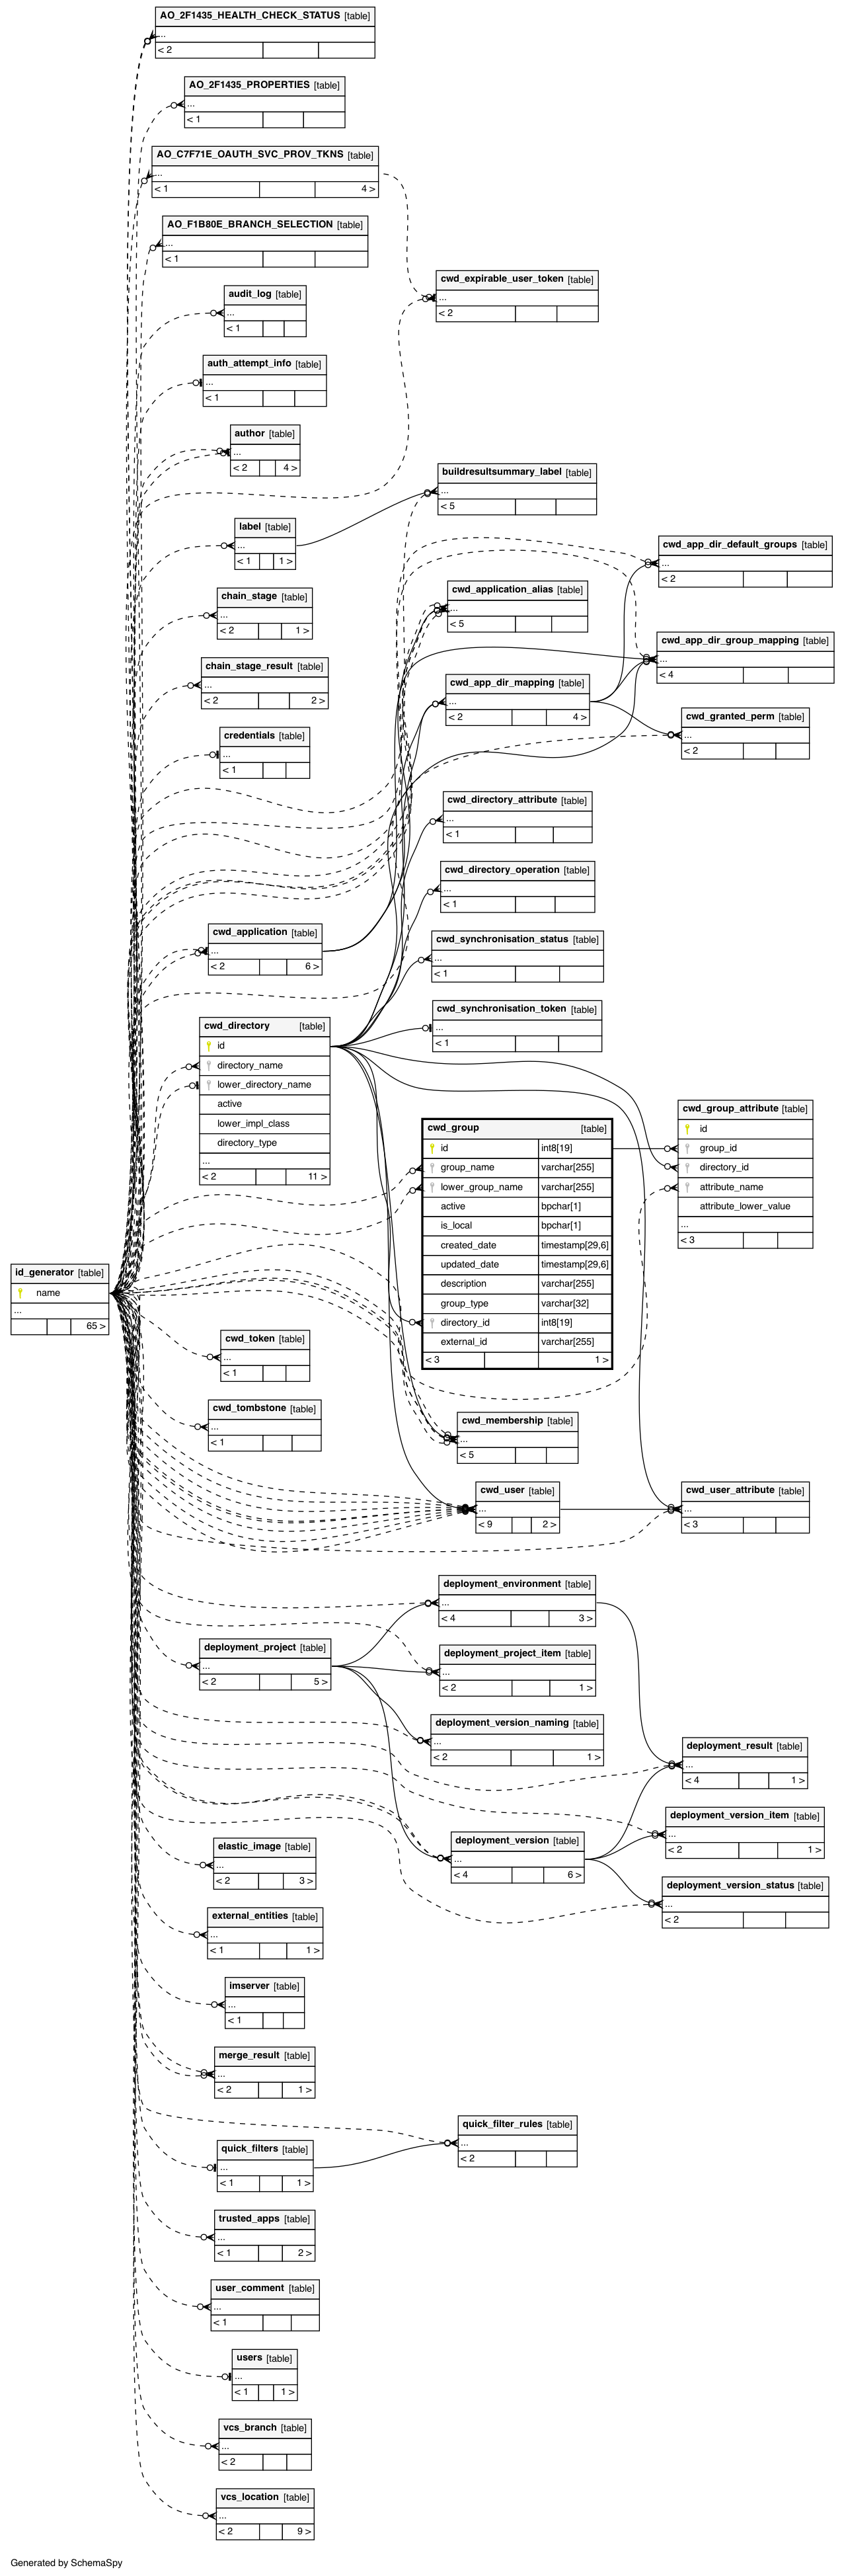 AO_2F1435_HEALTH_CHECK_STATUS [table]
...
< 2
AO_2F1435_PROPERTIES [table]
...
< 1
AO_C7F71E_OAUTH_SVC_PROV_TKNS [table]
...
< 1 4 >
AO_F1B80E_BRANCH_SELECTION [table]
...
< 1
cwd_expirable_user_token [table]
...
< 2
audit_log [table]
...
< 1
auth_attempt_info [table]
...
< 1
author [table]
...
< 2 4 >
buildresultsummary_label [table]
...
< 5
label [table]
...
< 1 1 >
cwd_app_dir_default_groups [table]
...
< 2
cwd_application_alias [table]
...
< 5
chain_stage [table]
...
< 2 1 >
cwd_app_dir_group_mapping [table]
...
< 4
chain_stage_result [table]
...
< 2 2 >
cwd_app_dir_mapping [table]
...
< 2 4 >
cwd_granted_perm [table]
...
< 2
credentials [table]
...
< 1
cwd_directory_attribute [table]
...
< 1
cwd_directory_operation [table]
...
< 1
cwd_application [table]
...
< 2 6 >
cwd_synchronisation_status [table]
...
< 1
cwd_synchronisation_token [table]
...
< 1
cwd_directory [table]
id
directory_name
lower_directory_name
active
lower_impl_class
directory_type
...
< 2 11 >
cwd_group [table]
id int8[19]
group_name varchar[255]
lower_group_name varchar[255]
active bpchar[1]
is_local bpchar[1]
created_date timestamp[29,6]
updated_date timestamp[29,6]
description varchar[255]
group_type varchar[32]
directory_id int8[19]
external_id varchar[255]
< 3 1 >
cwd_group_attribute [table]
id
group_id
directory_id
attribute_name
attribute_lower_value
...
< 3
id_generator [table]
name
...
65 >
cwd_token [table]
...
< 1
cwd_tombstone [table]
...
< 1
cwd_membership [table]
...
< 5
cwd_user [table]
...
< 9 2 >
cwd_user_attribute [table]
...
< 3
deployment_environment [table]
...
< 4 3 >
deployment_project [table]
...
< 2 5 >
deployment_project_item [table]
...
< 2 1 >
deployment_version_naming [table]
...
< 2 1 >
deployment_result [table]
...
< 4 1 >
deployment_version_item [table]
...
< 2 1 >
deployment_version [table]
...
< 4 6 >
deployment_version_status [table]
...
< 2
elastic_image [table]
...
< 2 3 >
external_entities [table]
...
< 1 1 >
imserver [table]
...
< 1
merge_result [table]
...
< 2 1 >
quick_filter_rules [table]
...
< 2
quick_filters [table]
...
< 1 1 >
trusted_apps [table]
...
< 1 2 >
user_comment [table]
...
< 1
users [table]
...
< 1 1 >
vcs_branch [table]
...
< 2
vcs_location [table]
...
< 2 9 >
Generated by SchemaSpy